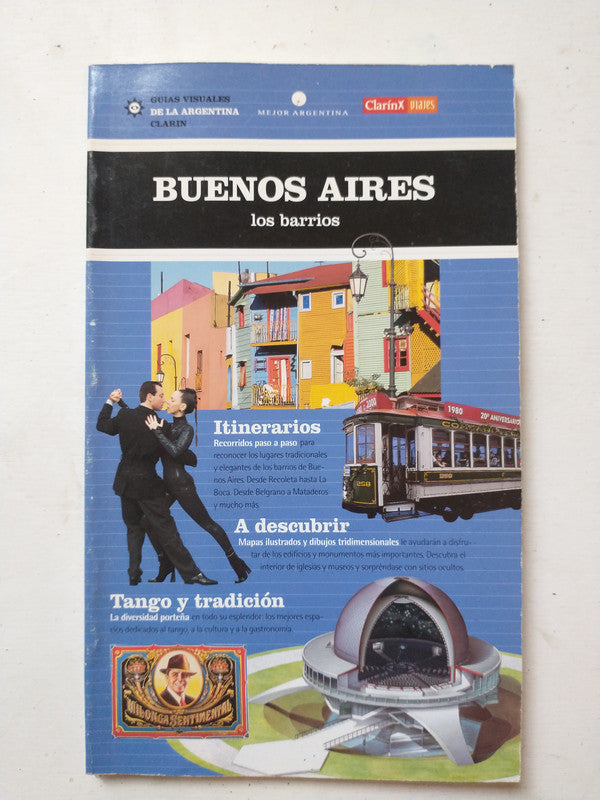 GUIAS VISUALES
DE LA ARGENTINA
CLARIN
MEJOR ARGENTINA
ClarínX viajes
BUENOS AIRES
los barrios
1980
20º ANIVERSARIO
2000
258
Itinerarios
Recorridos paso a paso para
reconocer los lugares tradicionales
y elegantes de los barrios de Bue-
nos Aires. Desde Recoleta hasta La
Boca. Desde Belgrano a Mataderos
y mucho más.
A descubrir
Mapas ilustrados y dibujos tridimensionales le ayudarán a disfru-
tar de los edificios y monumentos más importantes. Descubra el
interior de iglesias y museos y sorpréndase con sitios ocultos.
Tango y tradición
La diversidad porteña en todo su esplendor: los mejores espa-
cios dedicados al tango, a la cultura y a la gastronomía.
MILONGA SENTIMENTAL